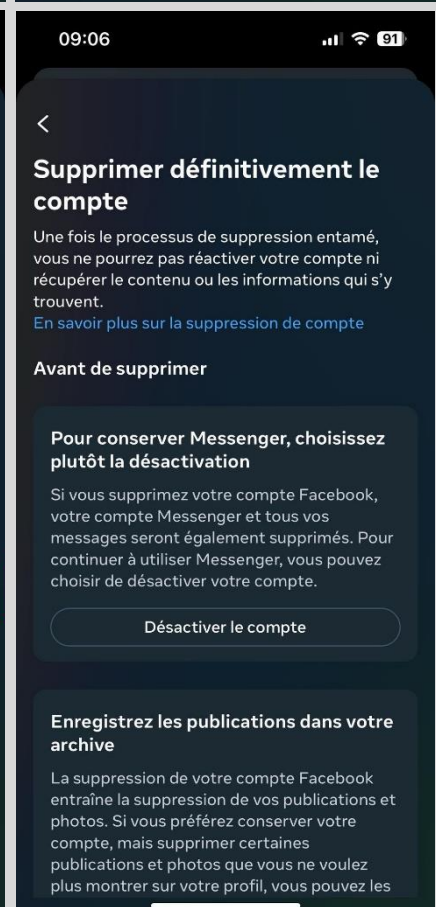 09:06
91
Supprimer définitivement le
compte
Une fois le processus de suppression entamé,
vous ne pourrez pas réactiver votre compte ni
récupérer le contenu ou les informations qui s’y
trouvent.
En savoir plus sur la suppression de compte
Avant de supprimer
Pour conserver Messenger, choisissez
plutôt la désactivation
Si vous supprimez votre compte Facebook,
votre compte Messenger et tous vos
messages seront également supprimés. Pour
continuer à utiliser Messenger, vous pouvez
choisir de désactiver votre compte.
Désactiver le compte
Enregistrez les publications dans votre
archive
La suppression de votre compte Facebook
entraîne la suppression de vos publications et
photos. Si vous préférez conserver votre
compte, mais supprimer certaines
publications et photos que vous ne voulez
plus montrer sur votre profil, vous pouvez les